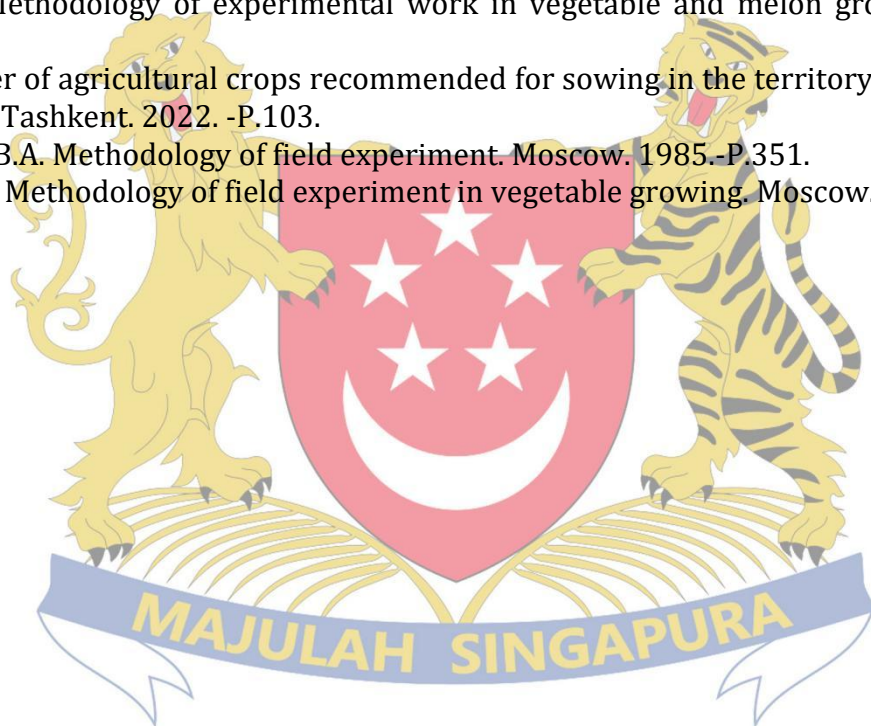 ethodology of experimental work in vegetable and melon gro
er of agricultural crops recommended for sowing in the territory
Tashkent. 2022. -P.103.
B.A. Methodology of field experiment. Moscow. 1985.-P.351.
Methodology of field experiment in vegetable growing. Moscow.
MAJULAH SINGAPURA